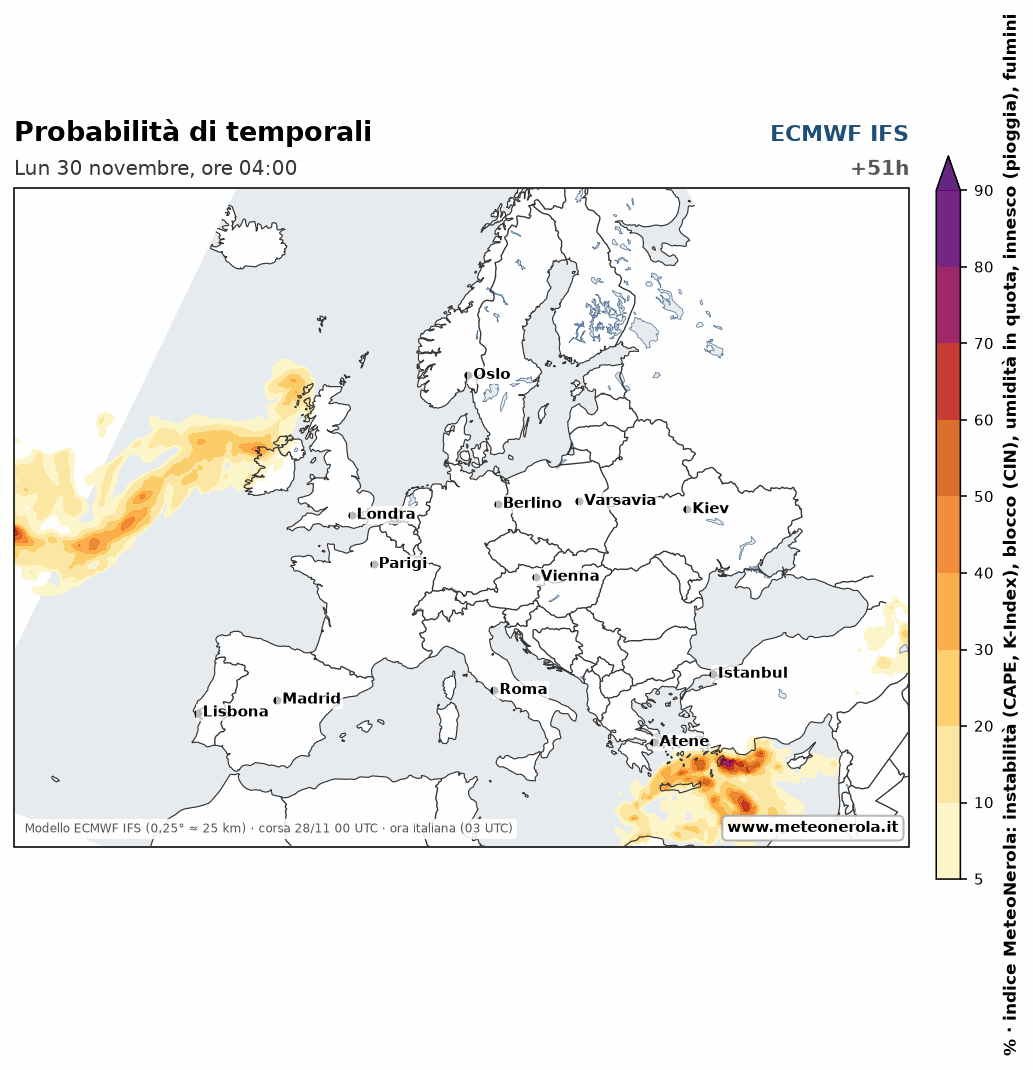 Probabilità di temporali
ECMWF IFS
Lun 30 novembre, ore 04:00
+51h
Oslo
Londra
Berlino
Varsavia
Kiev
Parigi
Vienna
Istanbul
Roma
Madrid
Lisbona
Atene
Modello ECMWF IFS (0,25° ≈ 25 km) · corsa 28/11 00 UTC · ora italiana (03 UTC)
www.meteonerola.it
90
80
70
60
50
40
30
20
10
5
% · indice MeteoNerola: instabilità (CAPE, K-Index), blocco (CIN), umidità in quota, innesco (pioggia), fulmini